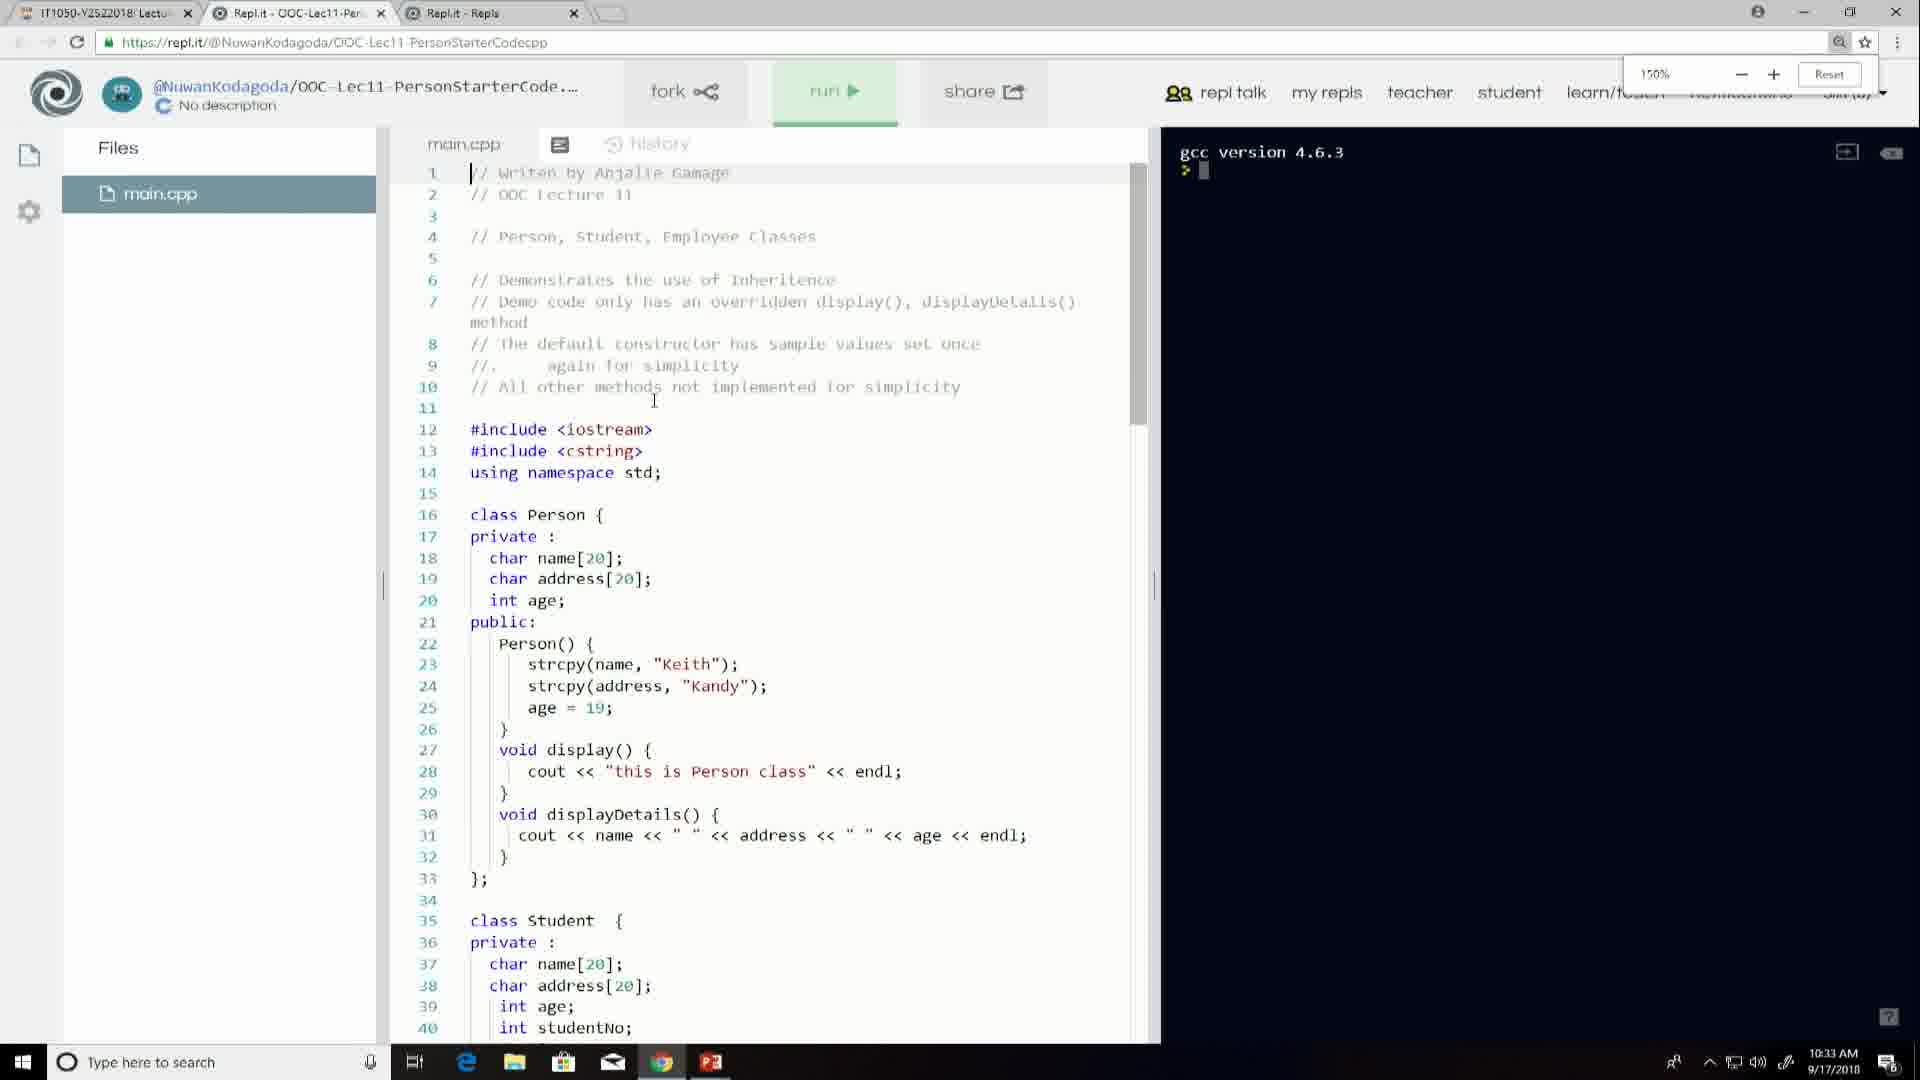 IT1050-Y2S22018: Lectu
Repl.it - OOC-Lec11-Per
Repl.it - Repls
https://repl.it/@NuwanKodagoda/OOC-Lec11-PersonStarterCodecpp
150%
Reset
@NuwanKodagoda/OOC-Lec11-PersonStarterCode....
No description
fork
run
share
repl talk
my repls
teacher
student
Files
main.cpp
main.cpp
history
1 // Writen by Anjalie Gamage
2 // OOC Lecture 11
3
4 // Person, Student, Employee Classes
5
6 // Demonstrates the use of Inheritence
7 // Demo code only has an overridden display(), displayDetails()
method
8 // The default constructor has sample values set once
9 //. again for simplicity
10 // All other methods not implemented for simplicity
11
12 #include <iostream>
13 #include <cstring>
14 using namespace std;
15
16 class Person {
17 private :
18 char name[20];
19 char address[20];
20 int age;
21 public:
22 Person() {
23 strcpy(name, "Keith");
24 strcpy(address, "Kandy");
25 age = 19;
26 }
27 void display() {
28 cout << "this is Person class" << endl;
29 }
30 void displayDetails() {
31 cout << name << " " << address << " " << age << endl;
32 }
33 };
34
35 class Student {
36 private :
37 char name[20];
38 char address[20];
39 int age;
40 int studentNo;
gcc version 4.6.3
Type here to search
10:33 AM
9/17/2018